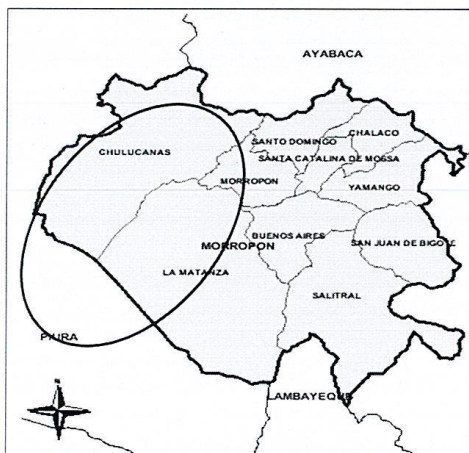 AYABACA
CHALACO
SANTO DOMINGO
CHULUCANAS
SANTA CATALINA DE MOSSA
MORROPON
YAMANGO
BUENOS AIRES
MORROPON
SAN JUAN DE BIGOTE
LA MATANZA
SALITRAL
PIURA
LAMBAYEQUE